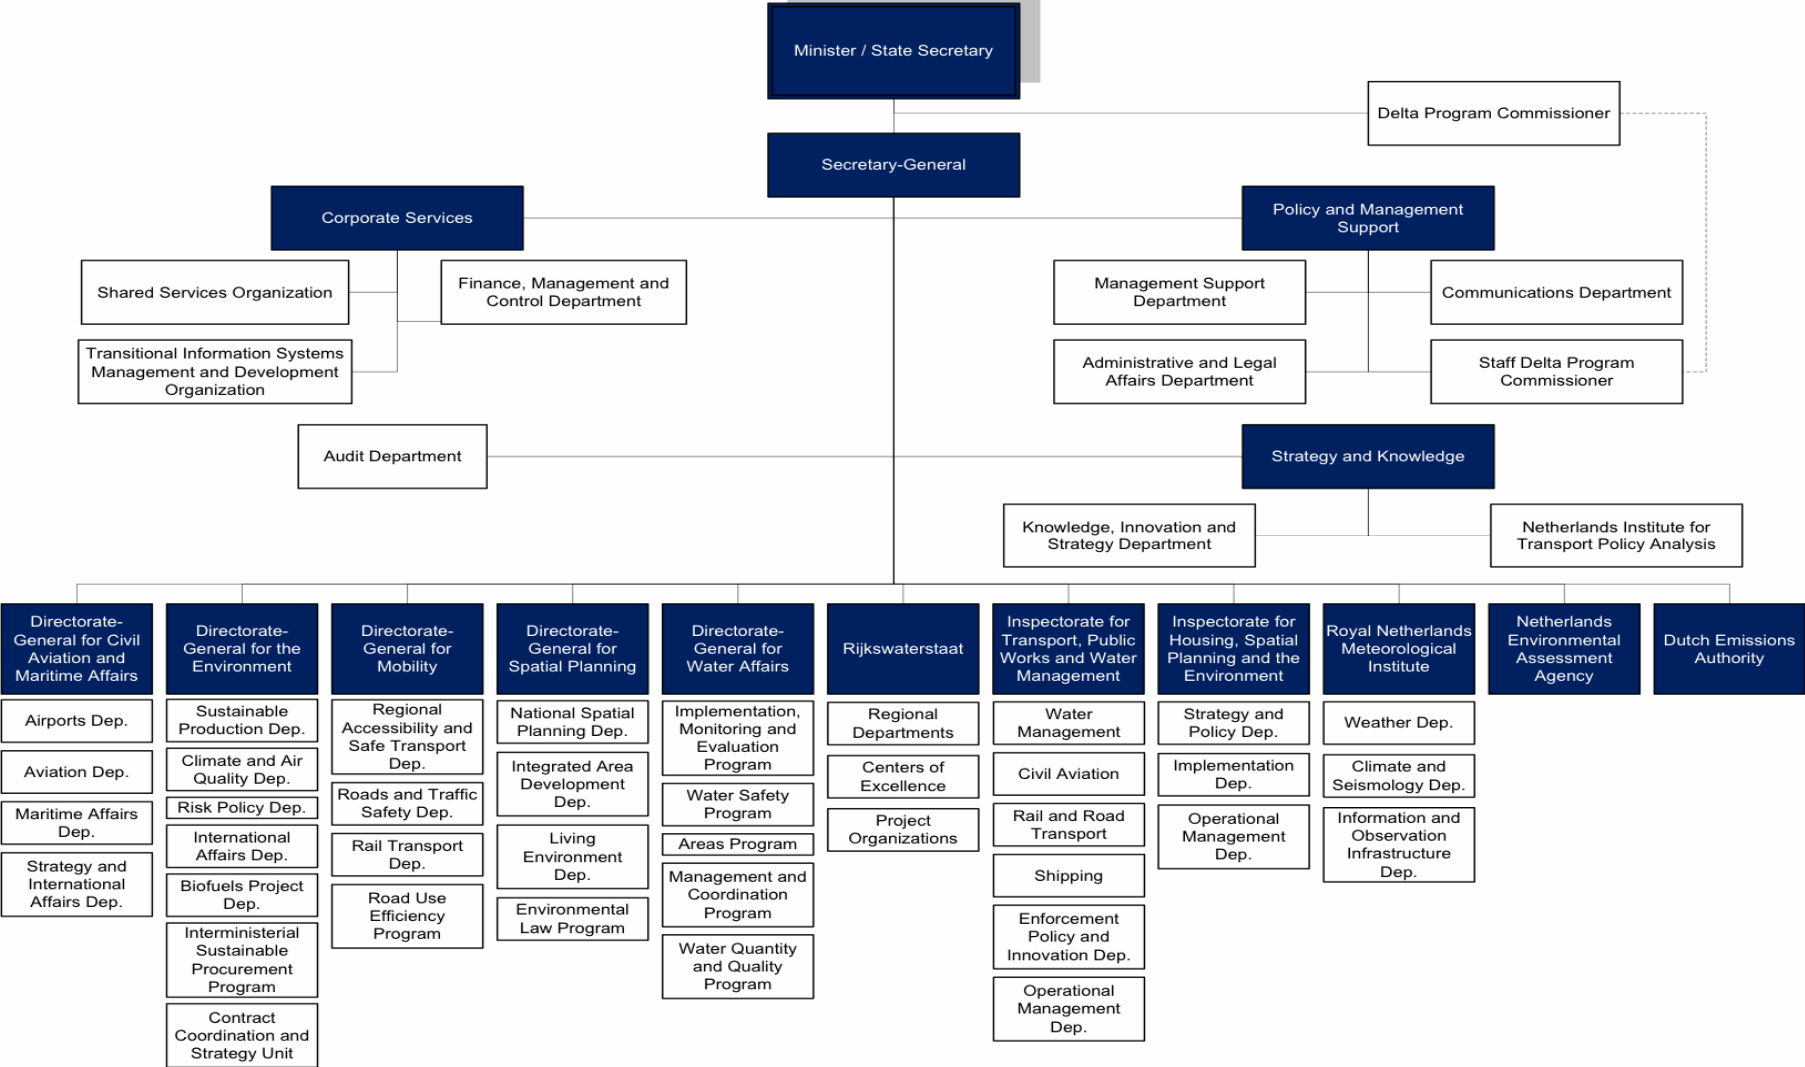 Minister / State Secretary
Delta Program Commissioner
Secretary-General
Corporate Services
Policy and Management
Support
Shared Services Organization
Finance, Management and
Control Department
Management Support
Department
Communications Department
Transitional Information Systems
Management and Development
Organization
Administrative and Legal
Affairs Department
Staff Delta Program
Commissioner
Audit Department
Strategy and Knowledge
Knowledge, Innovation and
Strategy Department
Netherlands Institute for
Transport Policy Analysis
Directorate-
General for Civil
Aviation and
Maritime Affairs
Airports Dep.
Aviation Dep.
Maritime Affairs
Dep.
Strategy and
International
Affairs Dep.
Directorate-
General for the
Environment
Sustainable
Production Dep.
Climate and Air
Quality Dep.
Risk Policy Dep.
International
Affairs Dep.
Biofuels Project
Dep.
Interministerial
Sustainable
Procurement
Program
Contract
Coordination and
Strategy Unit
Directorate-
General for
Mobility
Regional
Accessibility and
Safe Transport
Dep.
Roads and Traffic
Safety Dep.
Rail Transport
Dep.
Road Use
Efficiency
Program
Directorate-
General for
Spatial Planning
National Spatial
Planning Dep.
Integrated Area
Development
Dep.
Living
Environment
Dep.
Environmental
Law Program
Directorate-
General for
Water Affairs
Implementation,
Monitoring and
Evaluation
Program
Water Safety
Program
Areas Program
Management and
Coordination
Program
Water Quantity
and Quality
Program
Rijkswaterstaat
Regional
Departments
Centers of
Excellence
Project
Organizations
Inspectorate for
Transport, Public
Works and Water
Management
Water
Management
Civil Aviation
Rail and Road
Transport
Shipping
Enforcement
Policy and
Innovation Dep.
Operational
Management
Dep.
Inspectorate for
Housing, Spatial
Planning and the
Environment
Strategy and
Policy Dep.
Implementation
Dep.
Operational
Management
Dep.
Royal Netherlands
Meteorological
Institute
Weather Dep.
Climate and
Seismology Dep.
Information and
Observation
Infrastructure
Dep.
Netherlands
Environmental
Assessment
Agency
Dutch Emissions
Authority